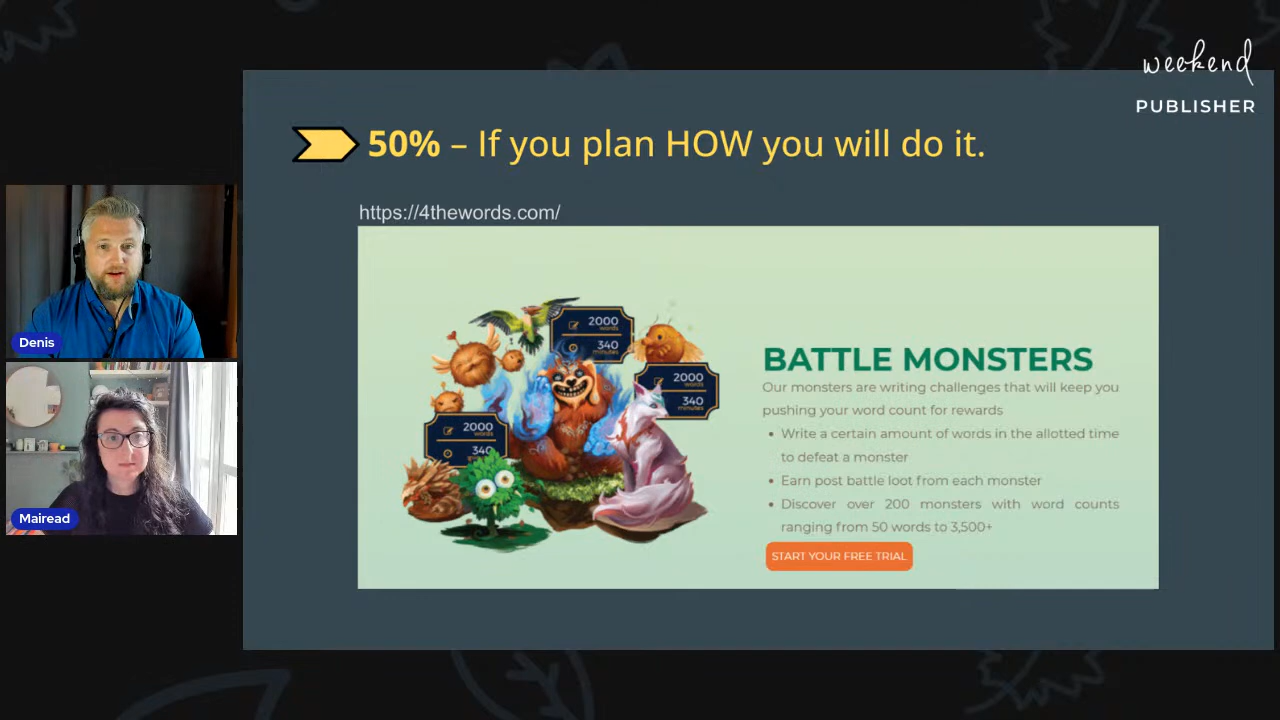 weekend
PUBLISHER
50% – If you plan HOW you will do it.
https://4thewords.com/
2000
words
340
minutes
2000
words
340
minutes
2000
words
340
BATTLE MONSTERS
Our monsters are writing challenges that will keep you
pushing your word count for rewards
• Write a certain amount of words in the allotted time
to defeat a monster
• Earn post battle loot from each monster
• Discover over 200 monsters with word counts
ranging from 50 words to 3,500+
START YOUR FREE TRIAL
Denis
Mairead